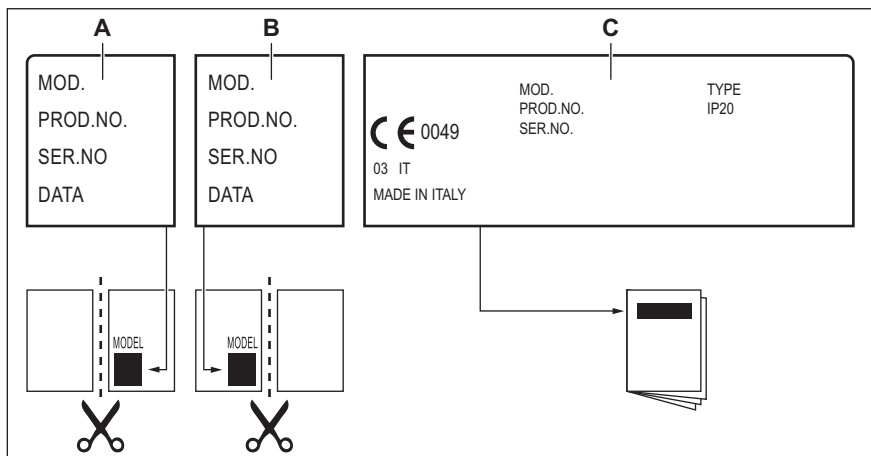 A
B
C
MOD.
PROD.NO.
SER.NO
DATA
MOD.
PROD.NO.
SER.NO
DATA
MOD.
PROD.NO.
SER.NO.
TYPE
IP20
CE 0049
03 IT
MADE IN ITALY
MODEL
MODEL